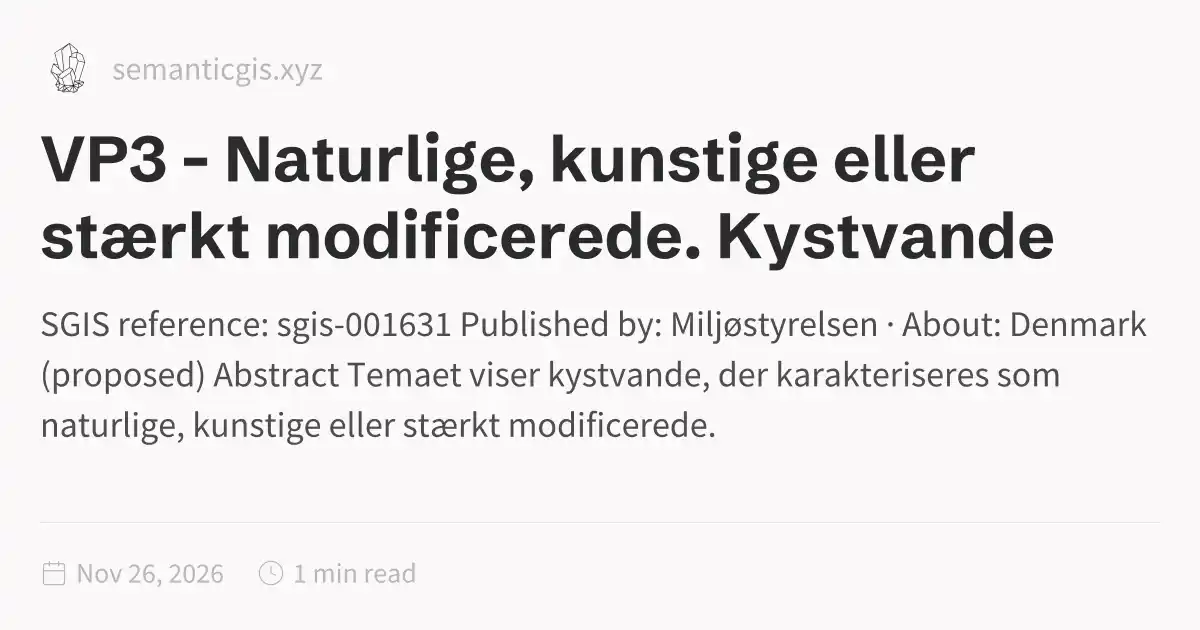 semanticgis.xyz
VP3 - Naturlige, kunstige eller
stærkt modificerede. Kystvande
SGIS reference: sgis-001631 Published by: Miljøstyrelsen · About: Denmark
(proposed) Abstract Temaet viser kystvande, der karakteriseres som
naturlige, kunstige eller stærkt modificerede.
Nov 26, 2026 1 min read